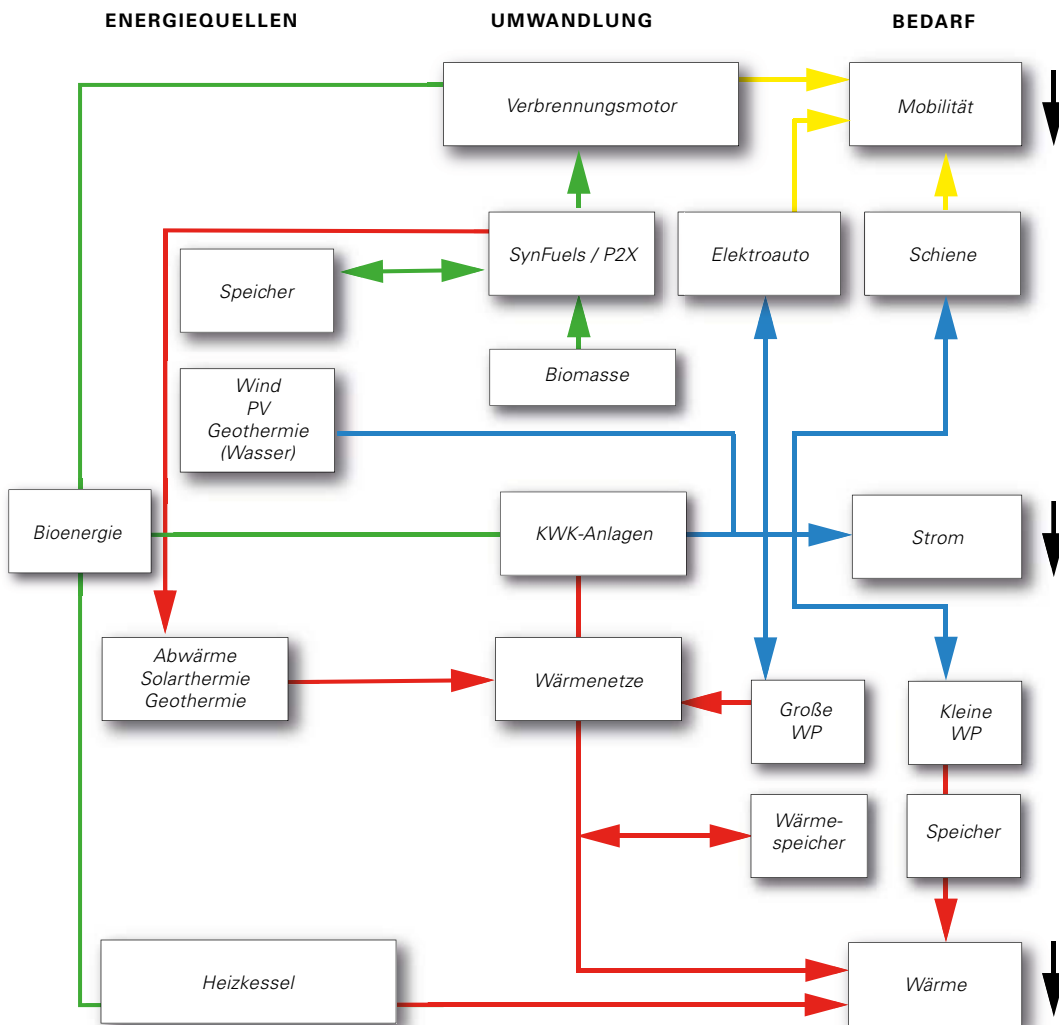 ENERGIEQUELLEN
UMWANDLUNG
BEDARF
Verbrennungsmotor
Mobilität
SynFuels / P2X
Elektroauto
Schiene
Speicher
Biomasse
Wind
PV
Geothermie
(Wasser)
Bioenergie
KWK-Anlagen
Strom
Abwärme
Solarthermie
Geothermie
Wärmenetze
Große
WP
Kleine
WP
Wärme-
speicher
Speicher
Heizkessel
Wärme